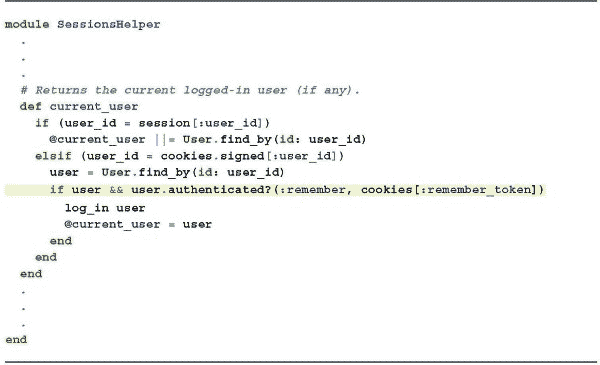 module SessionsHelper
.
.
.
# Returns the current logged-in user (if any).
def current_user
if (user_id = session[:user_id])
@current_user ||= User.find_by(id: user_id)
elsif (user_id = cookies.signed[:user_id])
user = User.find_by(id: user_id)
if user && user.authenticated?(:remember, cookies[:remember_token])
log_in user
@current_user = user
end
end
end
.
.
.
end